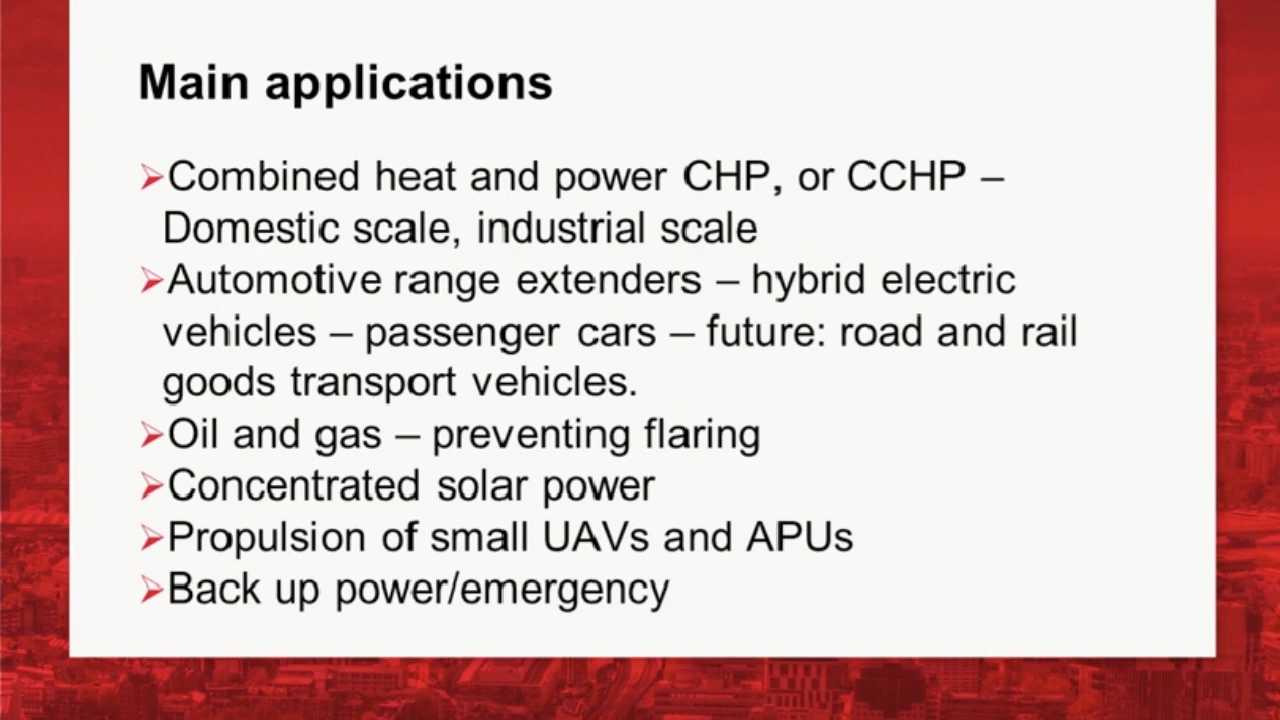 Main applications
➢Combined heat and power CHP, or CCHP –
Domestic scale, industrial scale
➢Automotive range extenders – hybrid electric
vehicles – passenger cars – future: road and rail
goods transport vehicles.
➢Oil and gas – preventing flaring
➢Concentrated solar power
➢Propulsion of small UAVs and APUs
➢Back up power/emergency